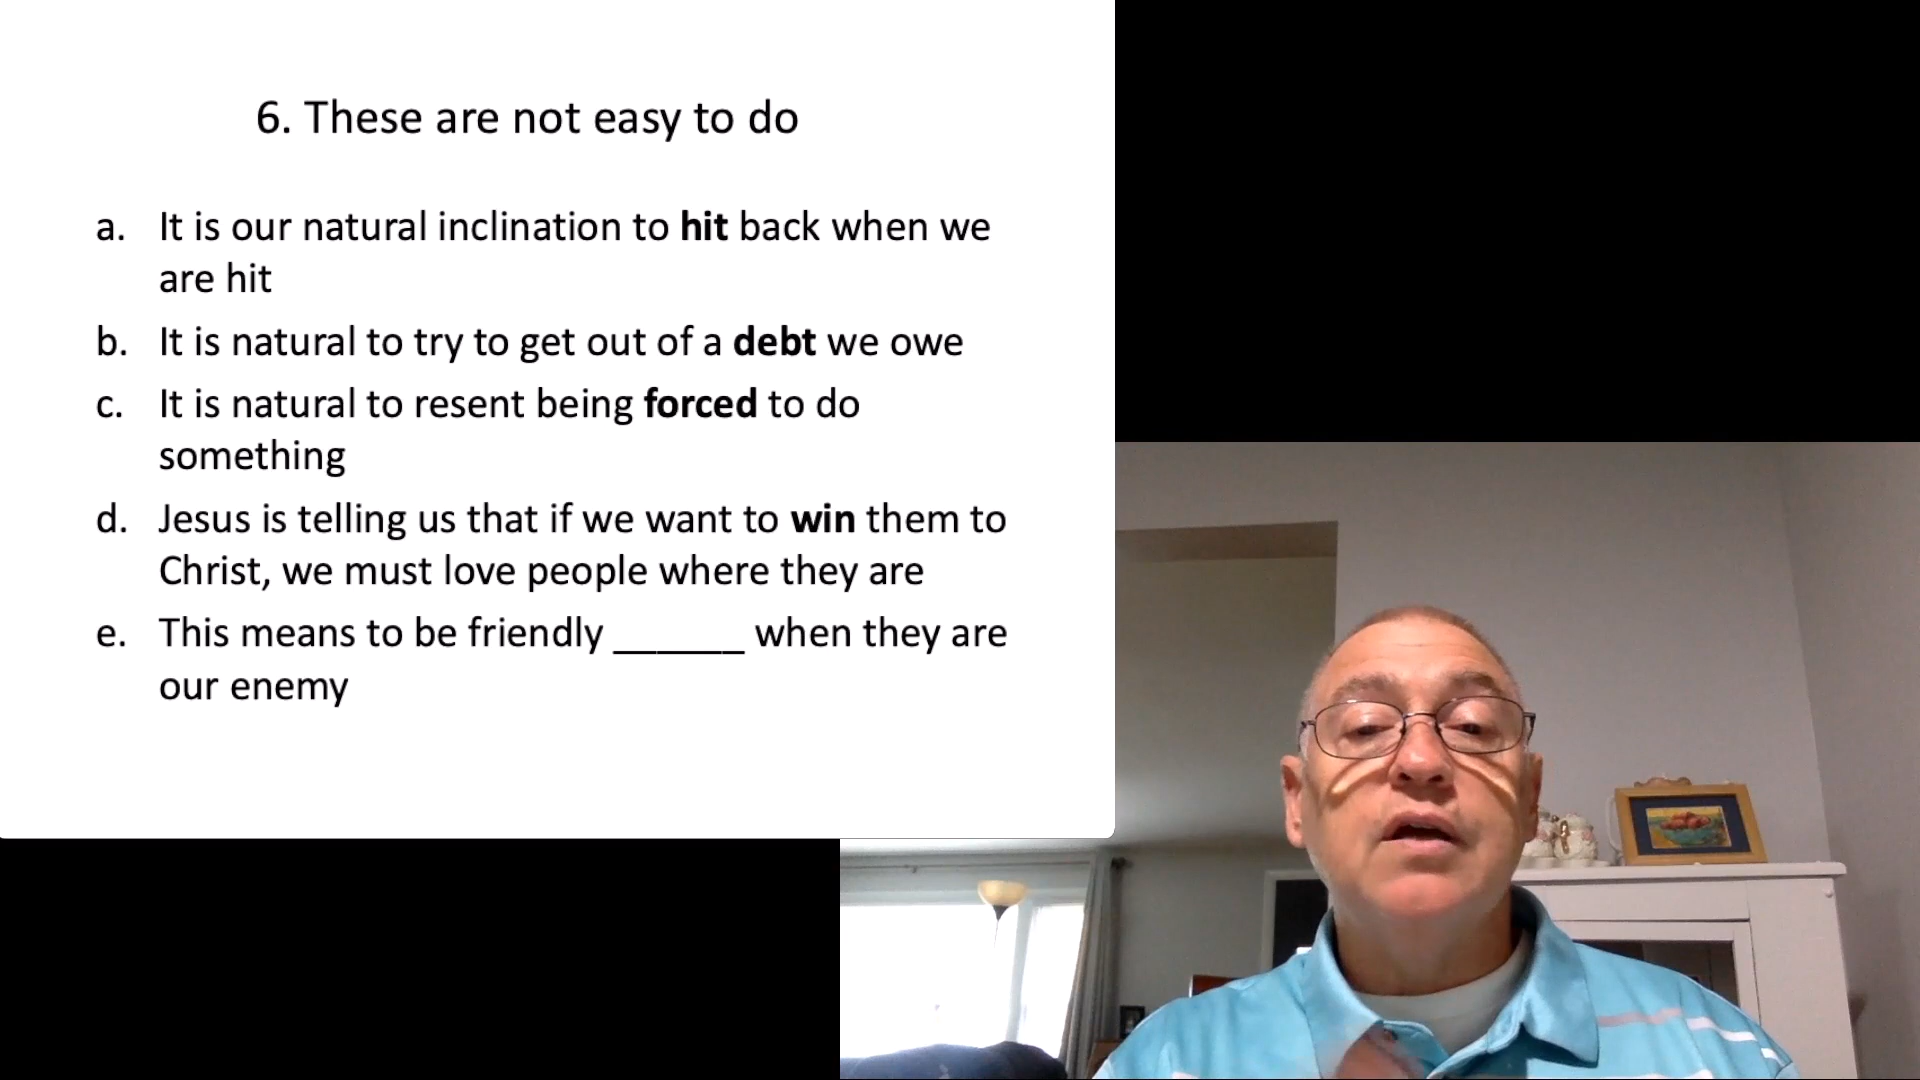 6. These are not easy to do
a. It is our natural inclination to hit back when we
are hit
b. It is natural to try to get out of a debt we owe
c. It is natural to resent being forced to do
something
d. Jesus is telling us that if we want to win them to
Christ, we must love people where they are
e. This means to be friendly ______ when they are
our enemy